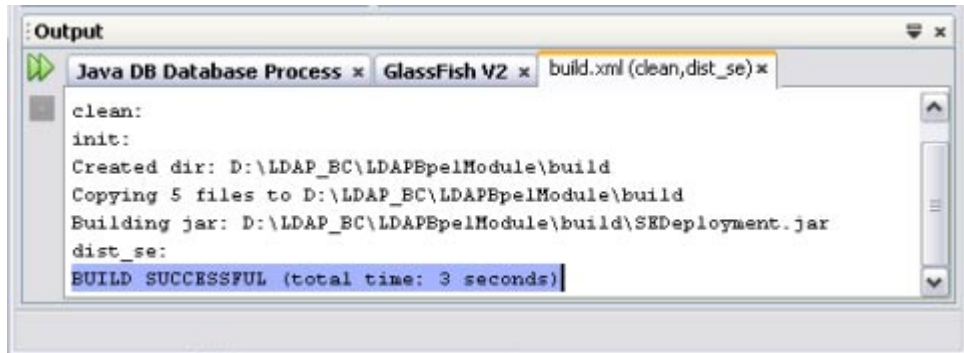 Output
Java DB Database Process × GlassFish V2 × build.xml (clean,dist_se) ×
clean:
init:
Created dir: D:\LDAP_BC\LDAPBpelModule\build
Copying 5 files to D:\LDAP_BC\LDAPBpelModule\build
Building jar: D:\LDAP_BC\LDAPBpelModule\build\SEDeployment.jar
dist_se:
BUILD SUCCESSFUL (total time: 3 seconds)